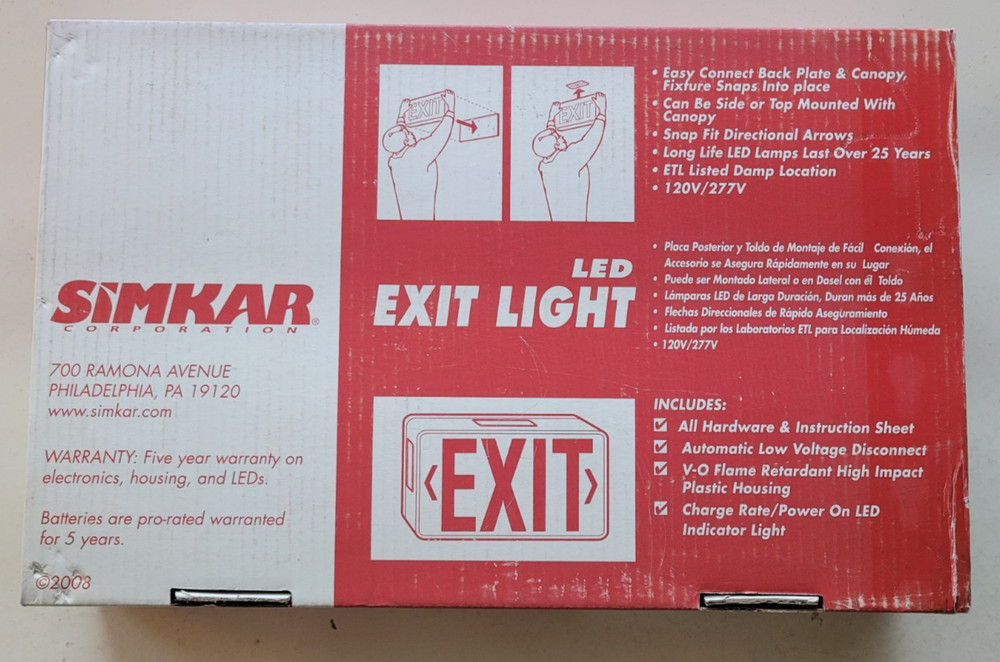 SIMKAR®
CORPORATION
700 RAMONA AVENUE
PHILADELPHIA, PA 19120
www.simkar.com
WARRANTY: Five year warranty on
electronics, housing, and LEDs.
Batteries are pro-rated warranted
for 5 years.
©2008
EXIT
EXIT
LED
EXIT LIGHT
EXIT
• Easy Connect Back Plate & Canopy,
Fixture Snaps Into place
• Can Be Side or Top Mounted With
Canopy
• Snap Fit Directional Arrows
• Long Life LED Lamps Last Over 25 Years
• ETL Listed Damp Location
• 120V/277V
• Placa Posterior y Toldo de Montaje de Fácil Conexión, el
Accesorio se Asegura Rápidamente en su Lugar
• Puede ser Montado Lateral o en Dosel con él Toldo
• Lámparas LED de Larga Duración, Duran más de 25 Años
• Flechas Direccionales de Rápido Aseguramiento
• Listada por los Laboratorios ETL para Localización Húmeda
• 120V/277V
INCLUDES:
☑ All Hardware & Instruction Sheet
☑ Automatic Low Voltage Disconnect
☑ V-O Flame Retardant High Impact
Plastic Housing
☑ Charge Rate/Power On LED
Indicator Light